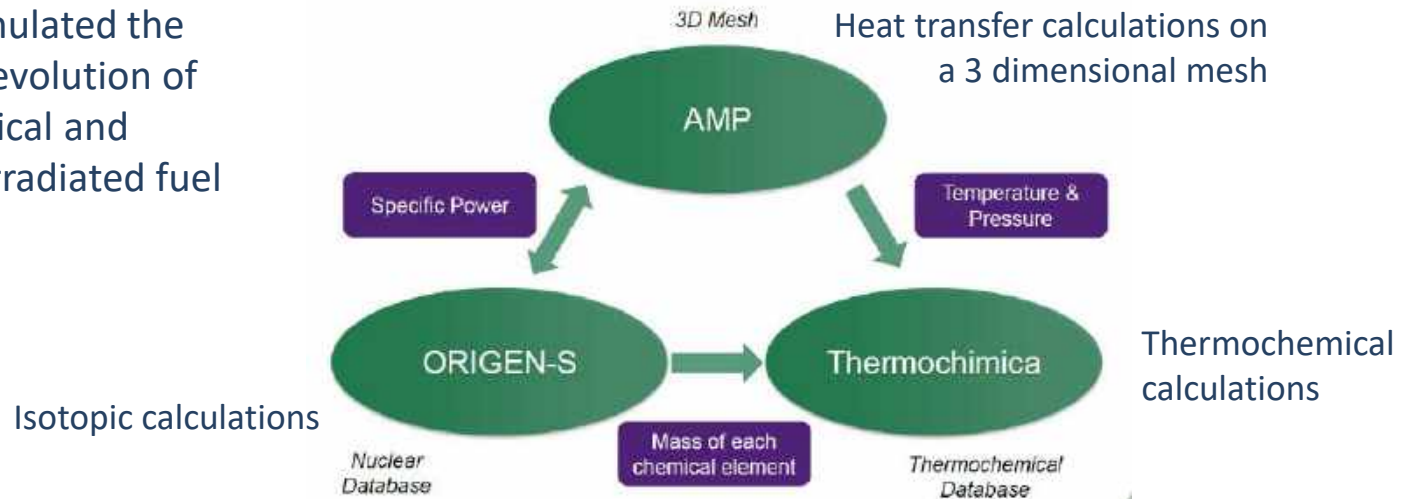 nulated the
evolution of
ical and
rradiated fuel
3D Mesh
Heat transfer calculations on
a 3 dimensional mesh
AMP
Specific Power
Temperature &
Pressure
ORIGEN-S
Thermochimica
Thermochemical
calculations
Isotopic calculations
Mass of each
chemical element
Nuclear
Database
Thermochemical
Database